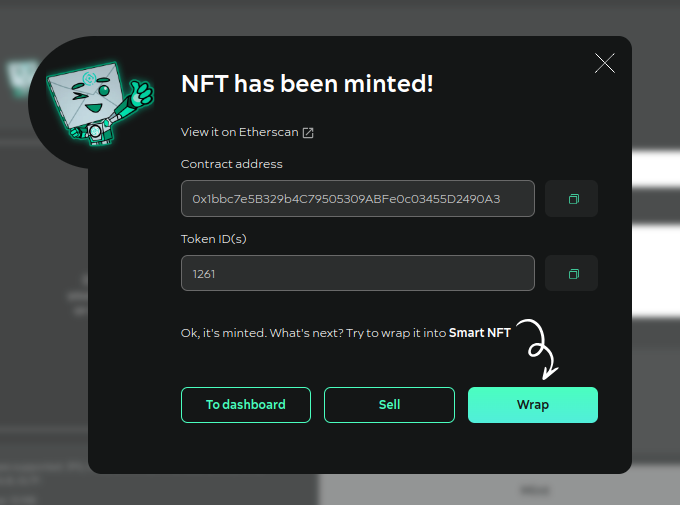 NFT has been minted!
View it on Etherscan
Contract address
0x1bbc7e5B329b4C79505309ABFe0c03455D2490A3
Token ID(s)
1261
Ok, it's minted. What's next? Try to wrap it into Smart NFT
To dashboard
Sell
Wrap